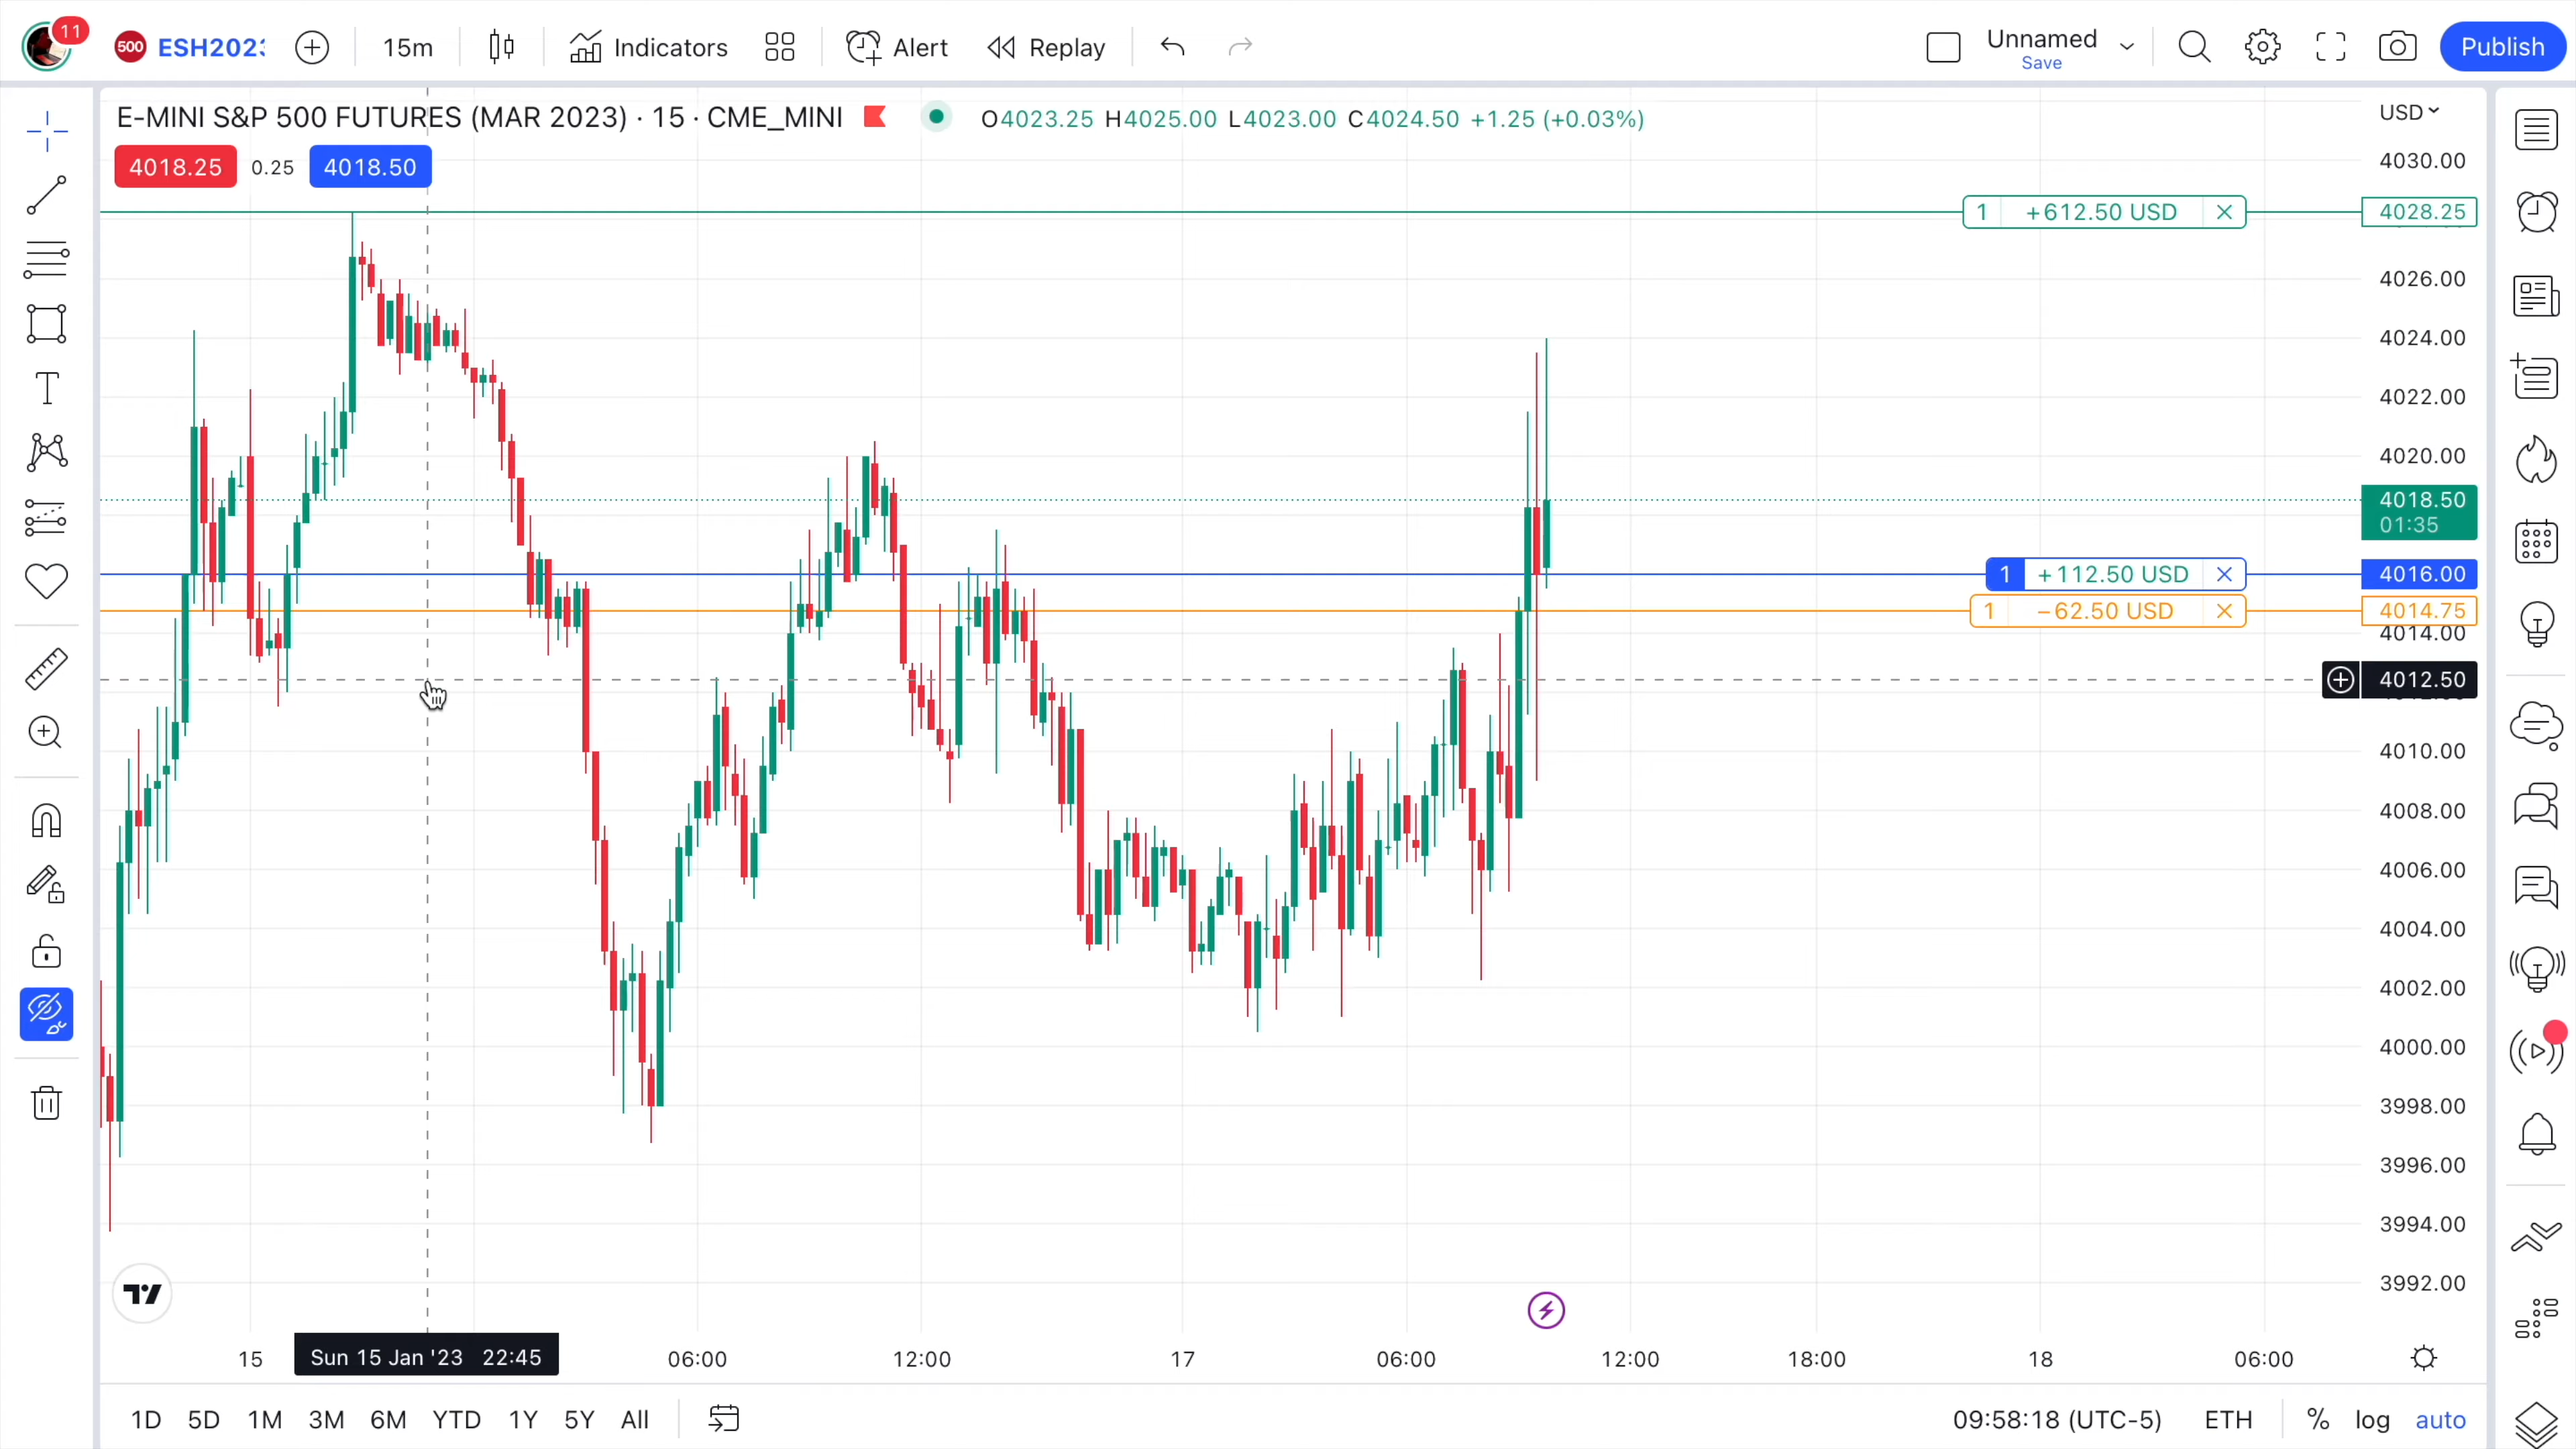 11
500 ESH202
15m
Indicators
Alert
Replay
Unnamed
Save
Publish
E-MINI S&P 500 FUTURES (MAR 2023) · 15 · CME_MINI
O4023.25 H4025.00 L4023.00 C4024.50 +1.25 (+0.03%)
USD
4018.25 0.25 4018.50
4030.00
1 +612.50 USD
4028.25
4026.00
4024.00
4022.00
4020.00
4018.50
01:35
1 +112.50 USD
4016.00
1 −62.50 USD
4014.75
4014.00
4012.50
4010.00
4008.00
4006.00
4004.00
4002.00
4000.00
3998.00
3996.00
3994.00
3992.00
15 Sun 15 Jan '23 22:45 06:00 12:00 17 06:00 12:00 18:00 18 06:00
1D 5D 1M 3M 6M YTD 1Y 5Y All
09:58:18 (UTC-5) ETH % log auto